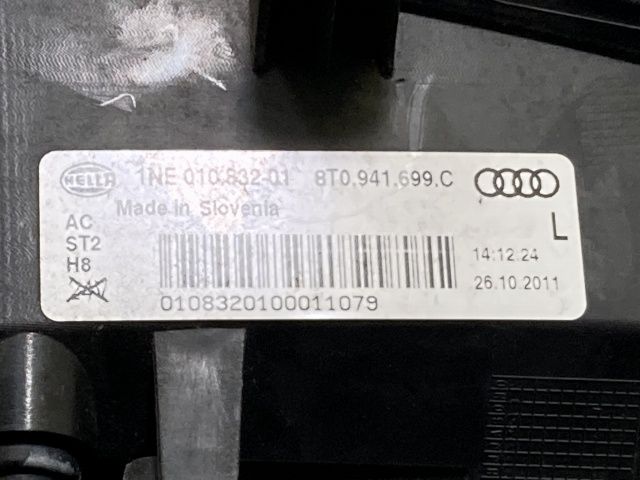 HELLA 1NE 010.832-01 8T0.941.699.C
Made in Slovenia
L
AC
ST2
H8
14:12:24
26.10.2011
0108320100011079